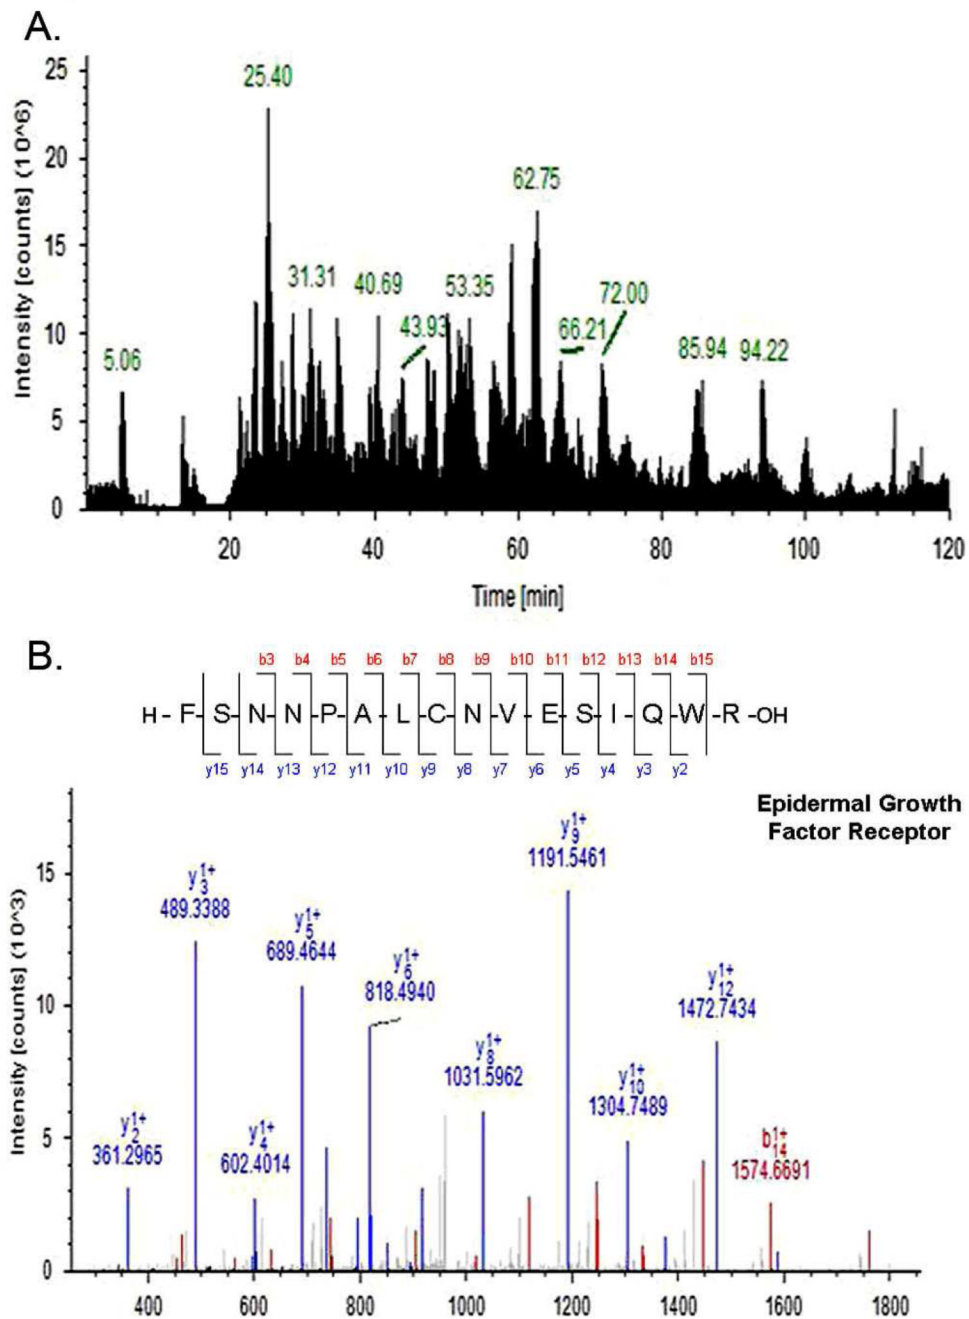 A.
Intensity [counts] (10^6)
25
20
15
10
5
0
5.06
25.40
31.31
40.69
43.93
53.35
62.75
66.21
72.00
85.94
94.22
20
40
60
80
100
120
Time [min]
B.
b3 b4 b5 b6 b7 b8 b9 b10 b11 b12 b13 b14 b15
H - F - S - N - N - P - A - L - C - N - V - E - S - I - Q - W - R - OH
y15 y14 y13 y12 y11 y10 y9 y8 y7 y6 y5 y4 y3 y2
Epidermal Growth
Factor Receptor
Intensity [counts] (10^3)
15
10
5
0
y2 1+
361.2965
y3 1+
489.3388
y4 1+
602.4014
y5 1+
689.4644
y6 1+
818.4940
y8 1+
1031.5962
y9 1+
1191.5461
y10 1+
1304.7489
y12 1+
1472.7434
b14 1+
1574.6691
400
600
800
1000
1200
1400
1600
1800